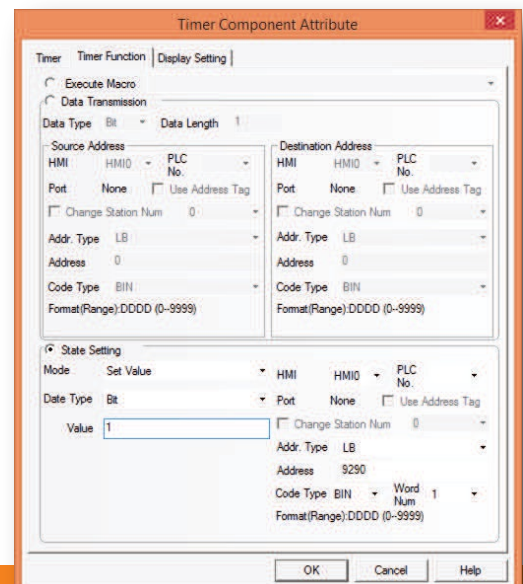 Timer Component Attribute
Timer Timer Function Display Setting
Execute Macro
Data Transmission
Data Type Bit Data Length 1
Source Address
HMI HMI0 PLC No.
Port None Use Address Tag
Change Station Num 0
Addr. Type LB
Address 0
Code Type BIN
Format(Range):DDDD (0--9999)
Destination Address
HMI HMI0 PLC No.
Port None Use Address Tag
Change Station Num 0
Addr. Type LB
Address 0
Code Type BIN
Format(Range):DDDD (0--9999)
State Setting
Mode Set Value
Date Type Bit
Value 1
HMI HMI0 PLC No.
Port None Use Address Tag
Change Station Num 0
Addr. Type LB
Address 9290
Code Type BIN Word Num 1
Format(Range):DDDD (0--9999)
OK Cancel Help